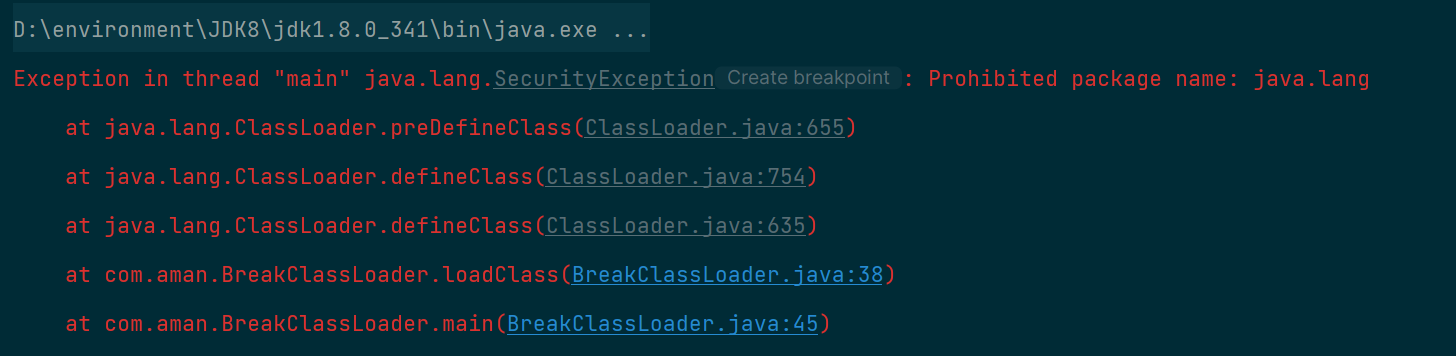 D:\environment\JDK8\jdk1.8.0_341\bin\java.exe ...
Exception in thread "main" java.lang.SecurityException Create breakpoint : Prohibited package name: java.lang
at java.lang.ClassLoader.preDefineClass(ClassLoader.java:655)
at java.lang.ClassLoader.defineClass(ClassLoader.java:754)
at java.lang.ClassLoader.defineClass(ClassLoader.java:635)
at com.aman.BreakClassLoader.loadClass(BreakClassLoader.java:38)
at com.aman.BreakClassLoader.main(BreakClassLoader.java:45)